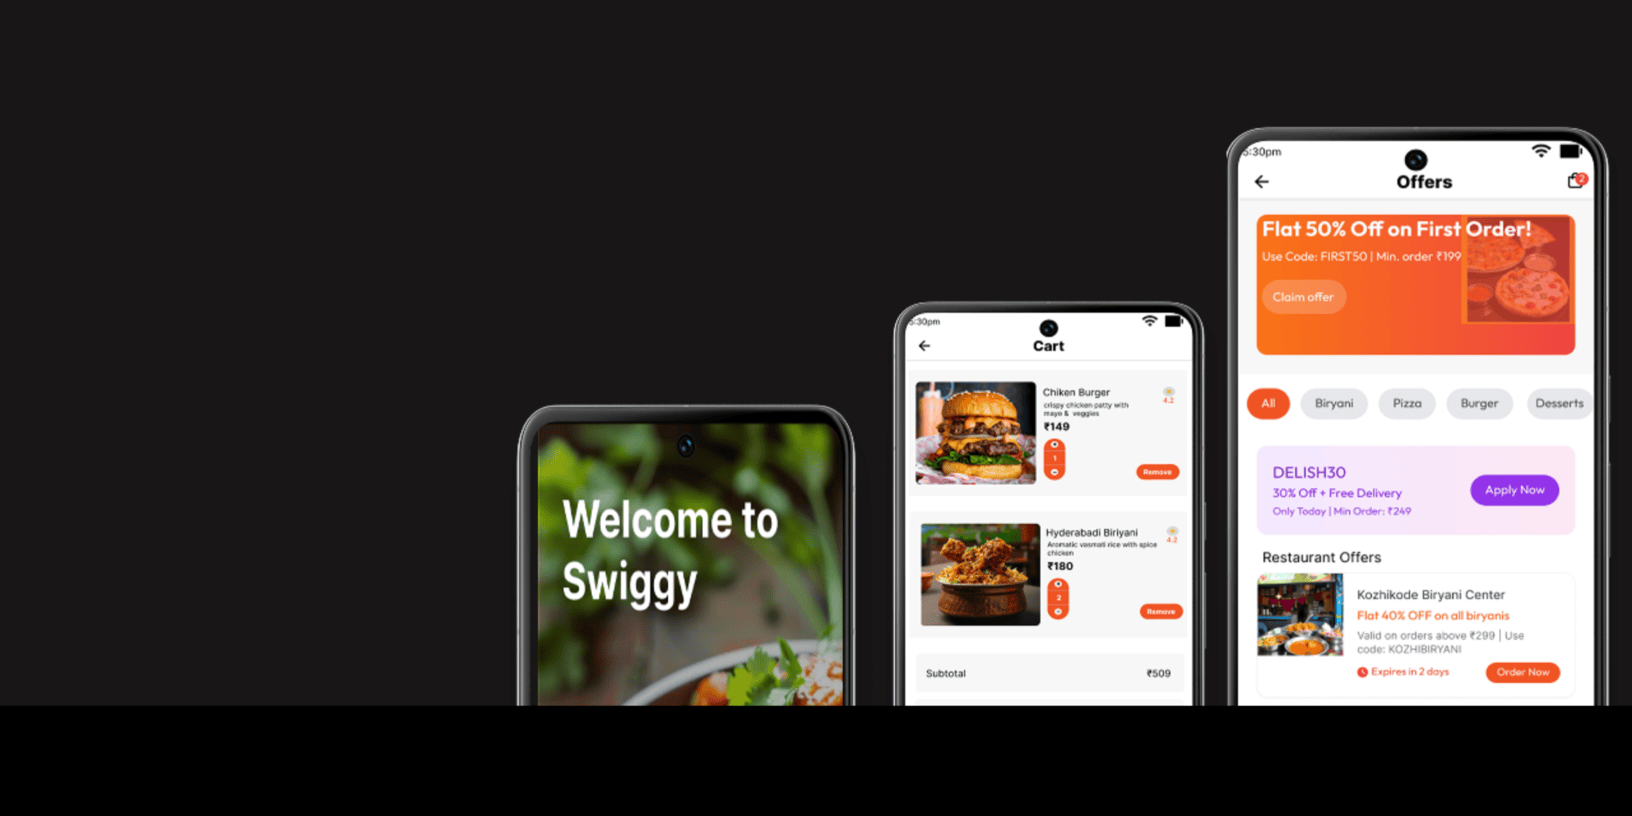 Welcome to
Swiggy
5:30pm
Cart
Chiken Burger
crispy chicken patty with
mayo & veggies
₹149
1
4.2
Remove
Hyderabadi Biriyani
Aromatic vasmati rice with spice
chicken
₹180
2
4.2
Remove
Subtotal
₹509
5:30pm
Offers
2
Flat 50% Off on First Order!
Use Code: FIRST50 | Min. order ₹199
Claim offer
All
Biryani
Pizza
Burger
Desserts
DELISH30
30% Off + Free Delivery
Only Today | Min Order: ₹249
Apply Now
Restaurant Offers
Kozhikode Biryani Center
Flat 40% OFF on all biryanis
Valid on orders above ₹299 | Use
code: KOZHIBIRYANI
Expires in 2 days
Order Now